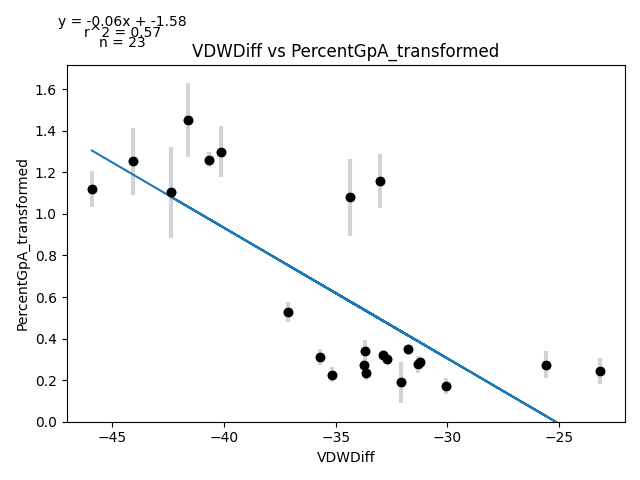 y = -0.06x + -1.58
r^2 = 0.57
n = 23
VDWDiff vs PercentGpA_transformed
1.6
1.4
1.2
1.0
0.8
0.6
0.4
0.2
0.0
PercentGpA_transformed
−45
−40
−35
−30
−25
VDWDiff